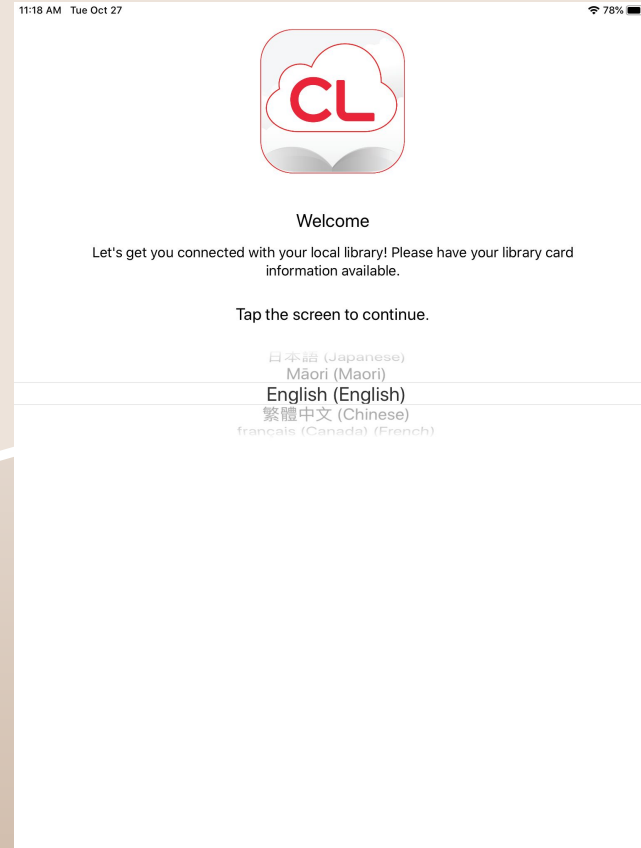 11:18 AM Tue Oct 27 78%
CL
Welcome
Let's get you connected with your local library! Please have your library card
information available.
Tap the screen to continue.
日本語 (Japanese)
Māori (Maori)
English (English)
繁體中文 (Chinese)
français (Canada) (French)